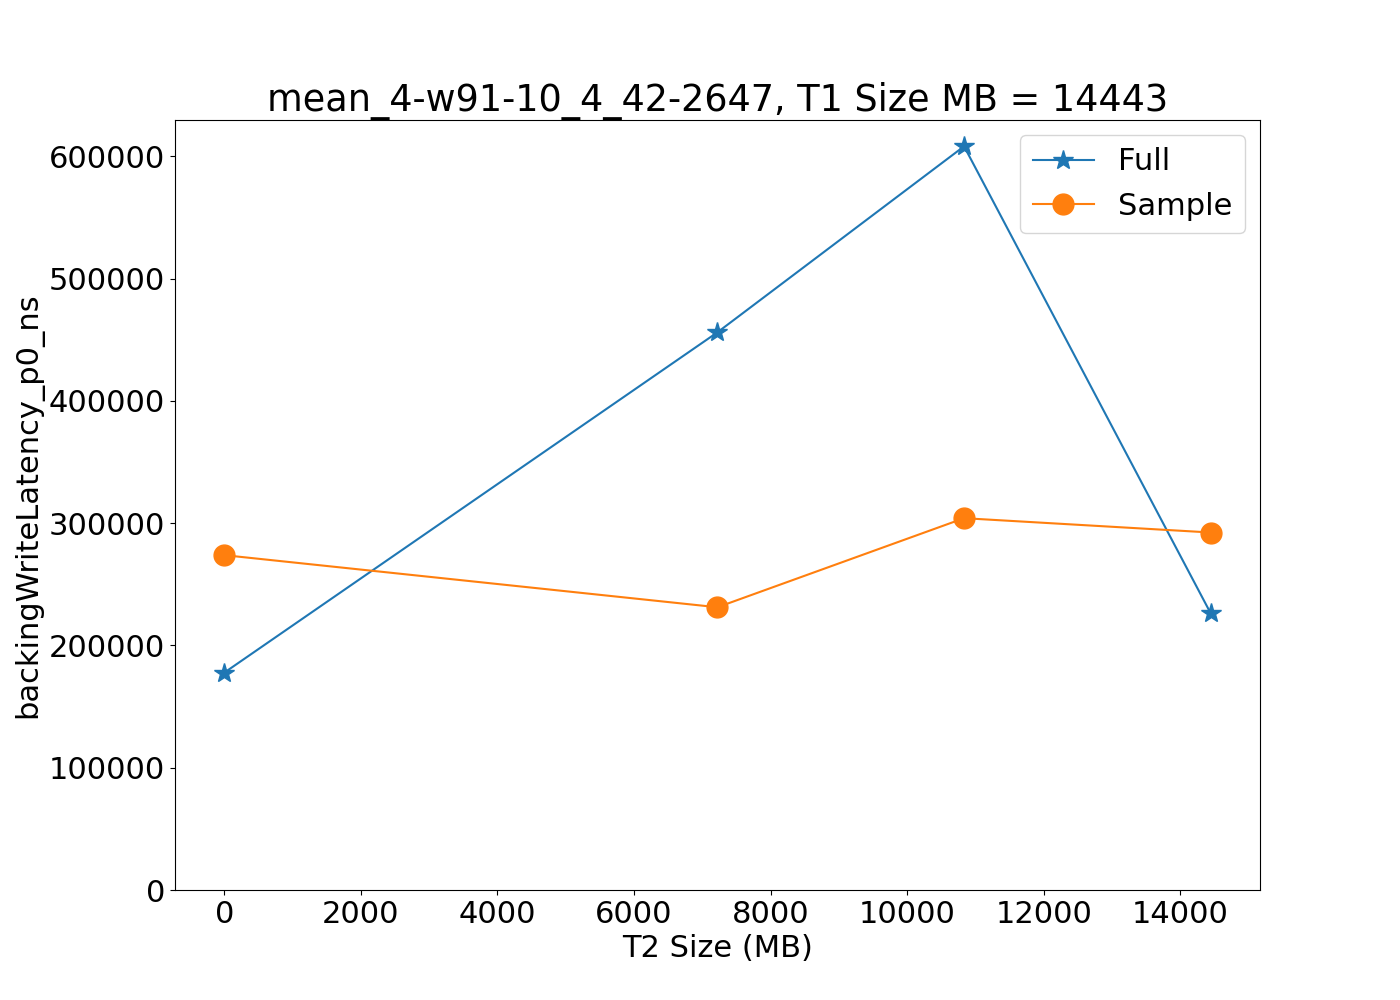 mean_4-w91-10_4_42-2647, T1 Size MB = 14443
Full
Sample
backingWriteLatency_p0_ns
600000
500000
400000
300000
200000
100000
0
0 2000 4000 6000 8000 10000 12000 14000
T2 Size (MB)